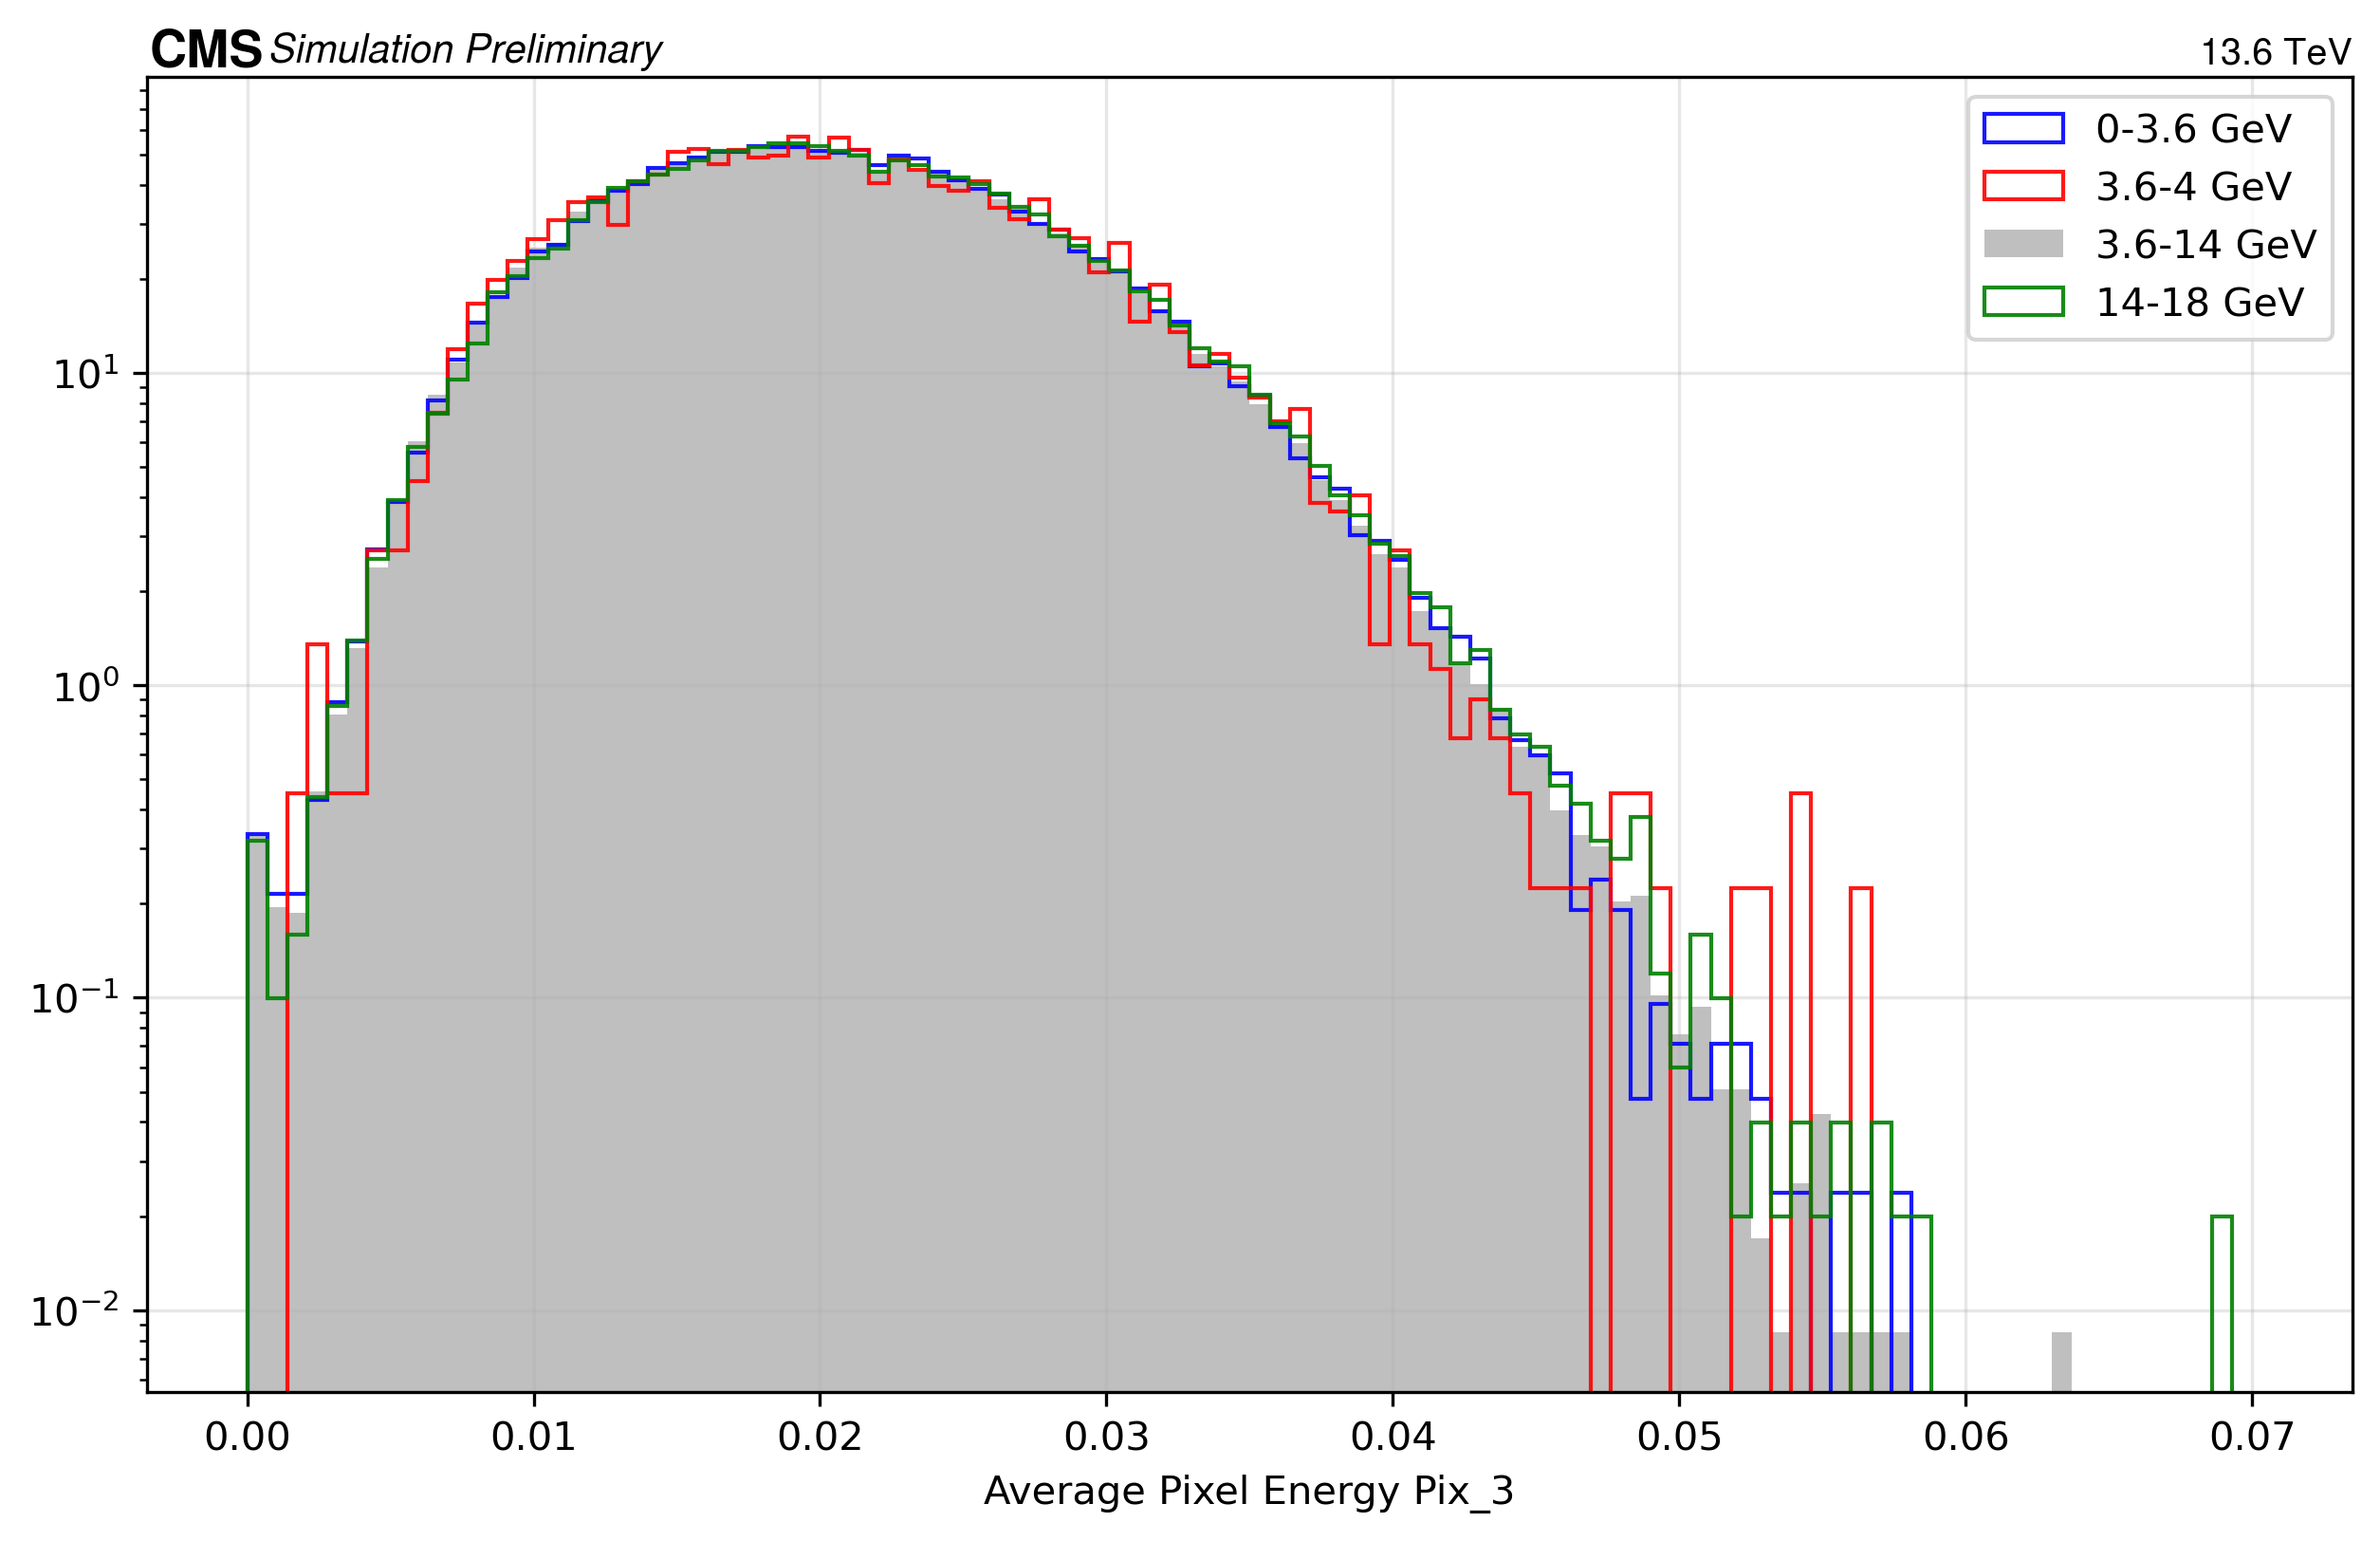 CMS Simulation Preliminary 13.6 TeV
0-3.6 GeV
3.6-4 GeV
3.6-14 GeV
14-18 GeV
10¹
10⁰
10⁻¹
10⁻²
0.00 0.01 0.02 0.03 0.04 0.05 0.06 0.07
Average Pixel Energy Pix_3